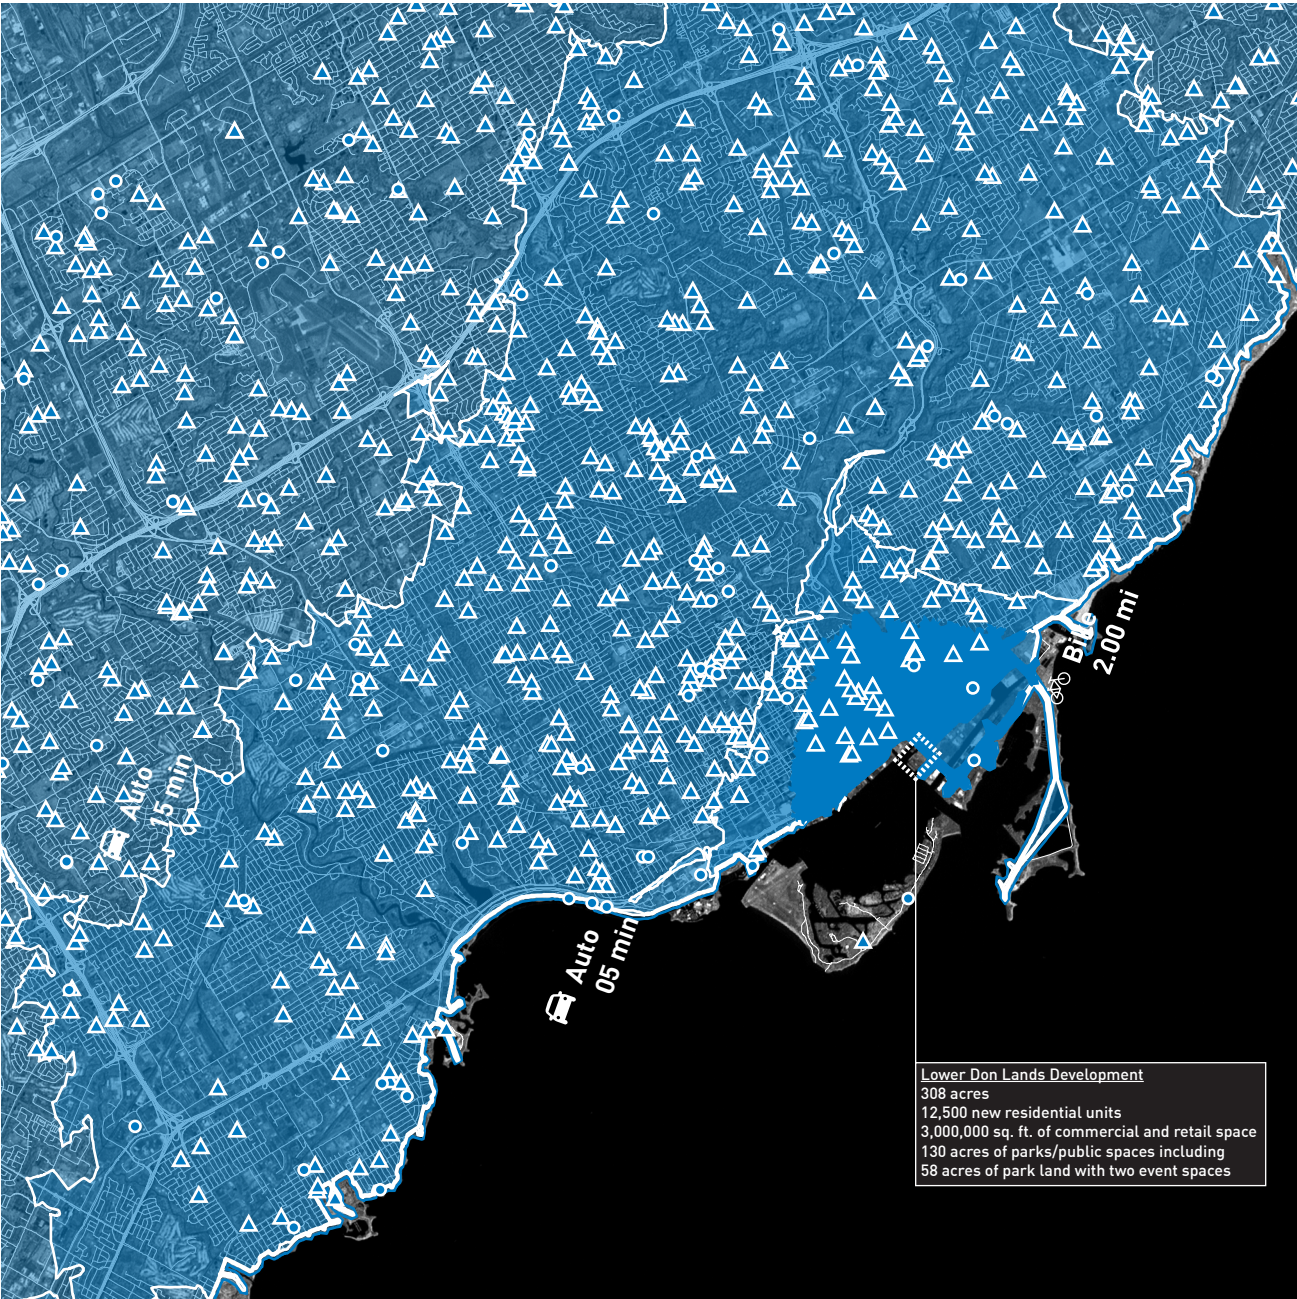 Bike
2.00 mi
Auto
15 min
Auto
05 min
Lower Don Lands Development
308 acres
12,500 new residential units
3,000,000 sq. ft. of commercial and retail space
130 acres of parks/public spaces including
58 acres of park land with two event spaces